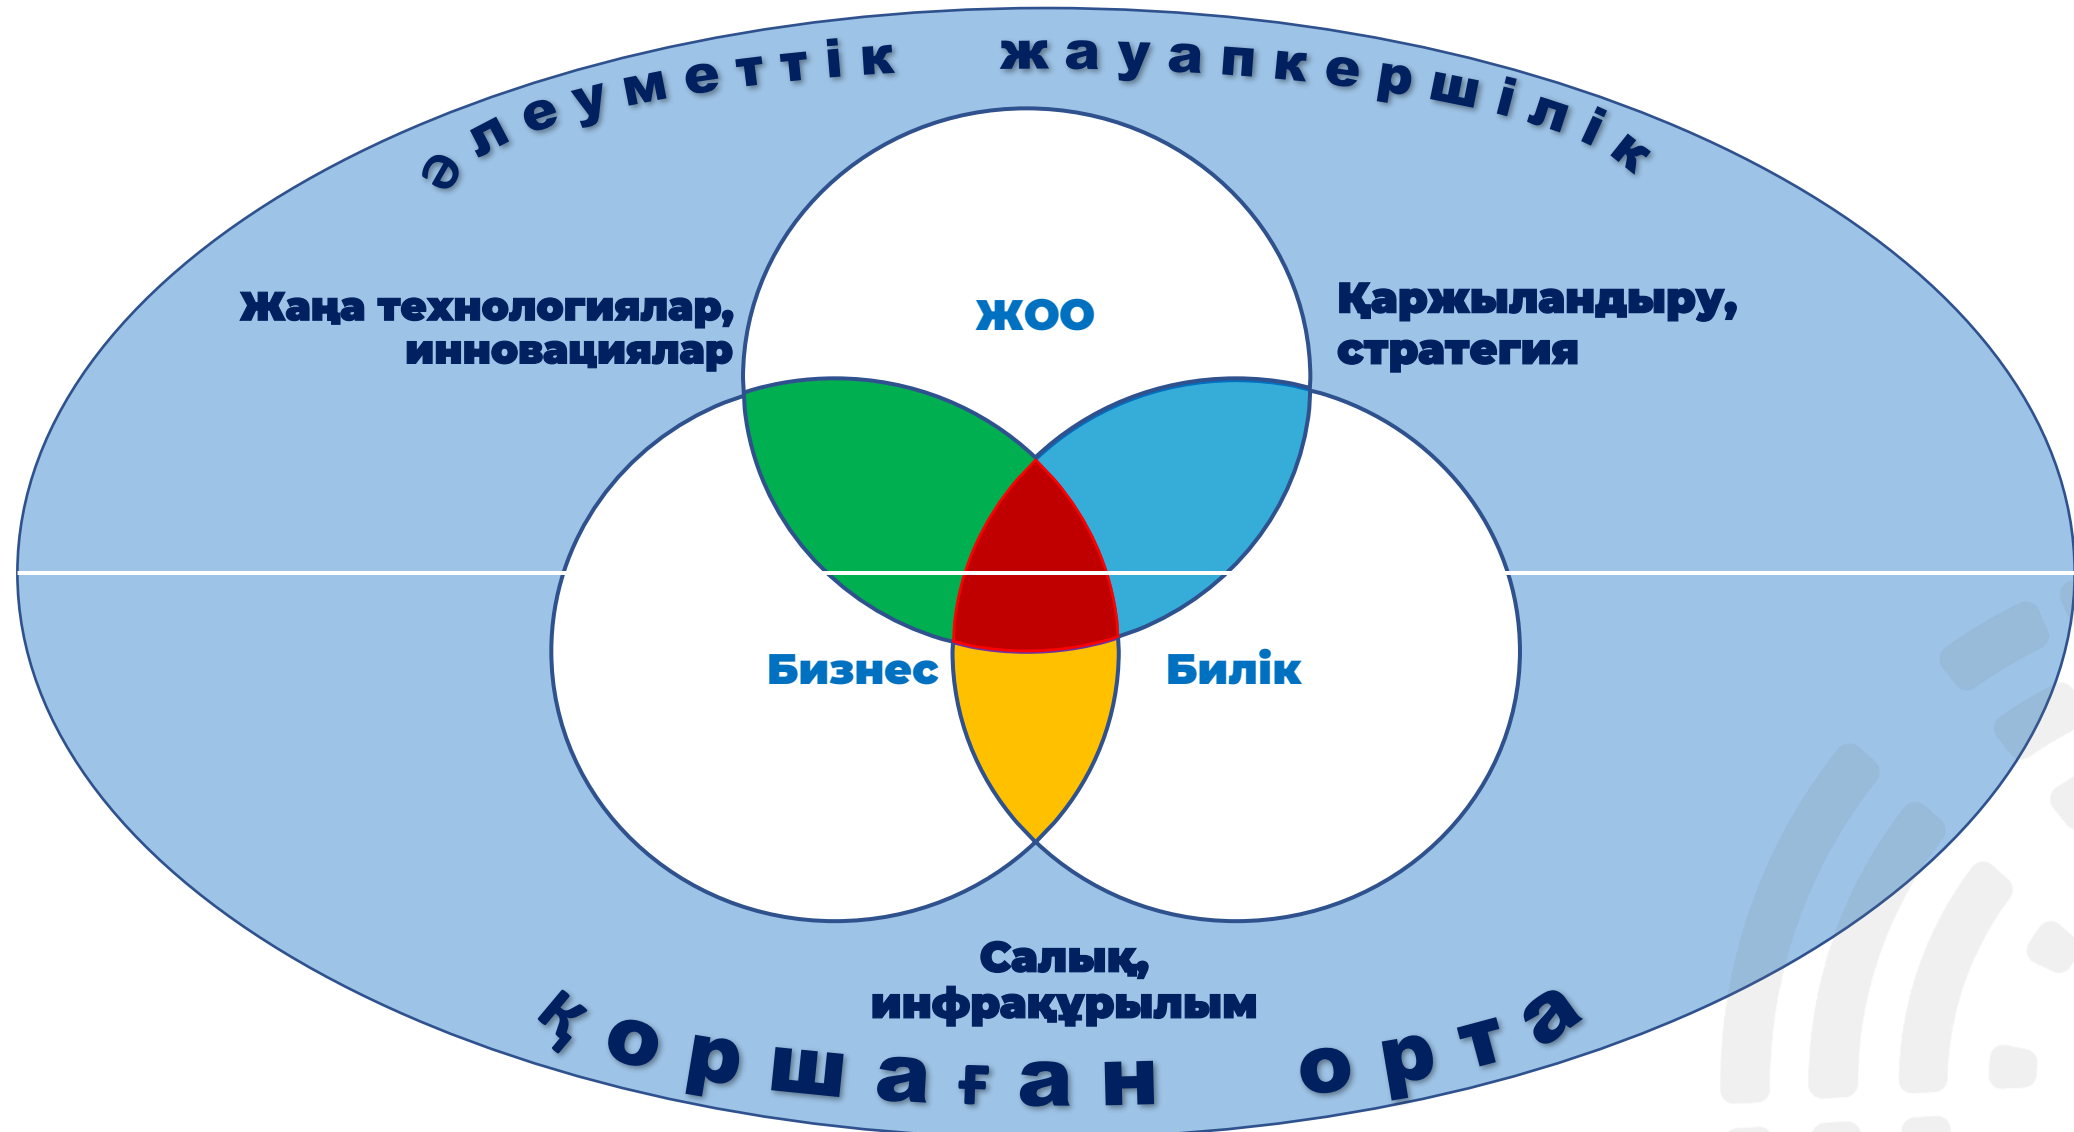 әлеуметтік жауапкершілік
Жаңа технологиялар,
инновациялар
ЖОО
Қаржыландыру,
стратегия
Бизнес
Билік
Салық,
инфрақұрылым
қоршаған орта